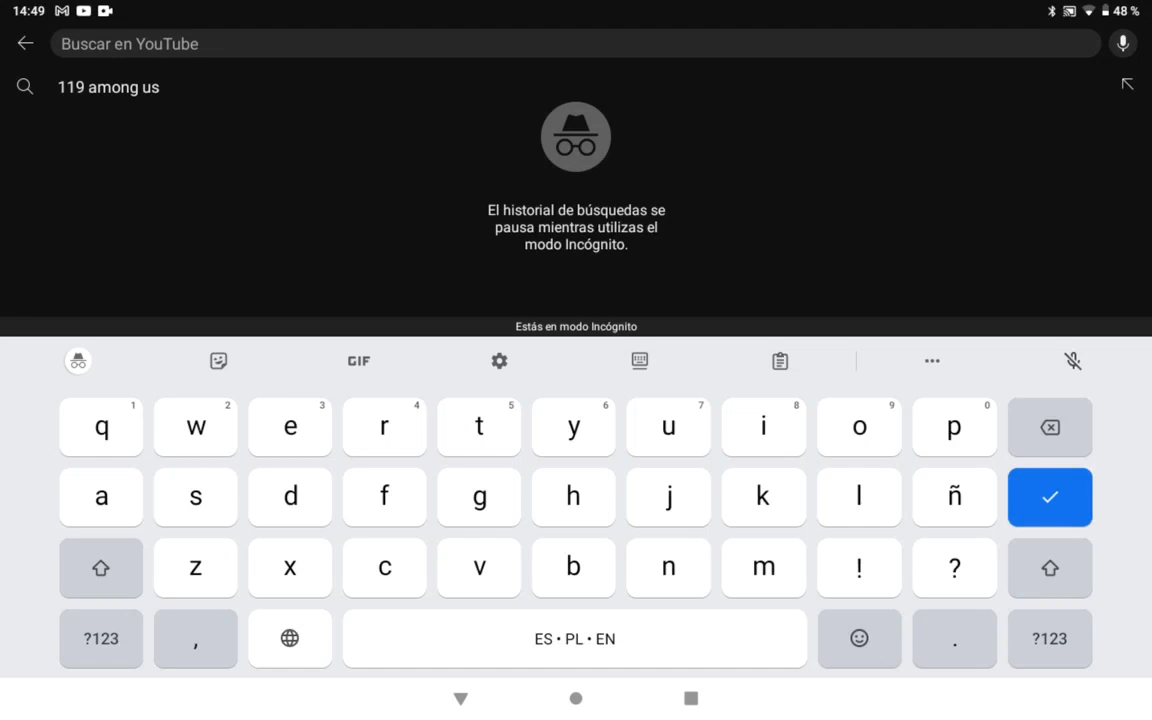 14:49
48 %
Buscar en YouTube
119 among us
El historial de búsquedas se
pausa mientras utilizas el
modo Incógnito.
Estás en modo Incógnito
GIF
q 1 w 2 e 3 r 4 t 5 y 6 u 7 i 8 o 9 p 0
a s d f g h j k l ñ
z x c v b n m ! ?
?123 , ES • PL • EN . ?123